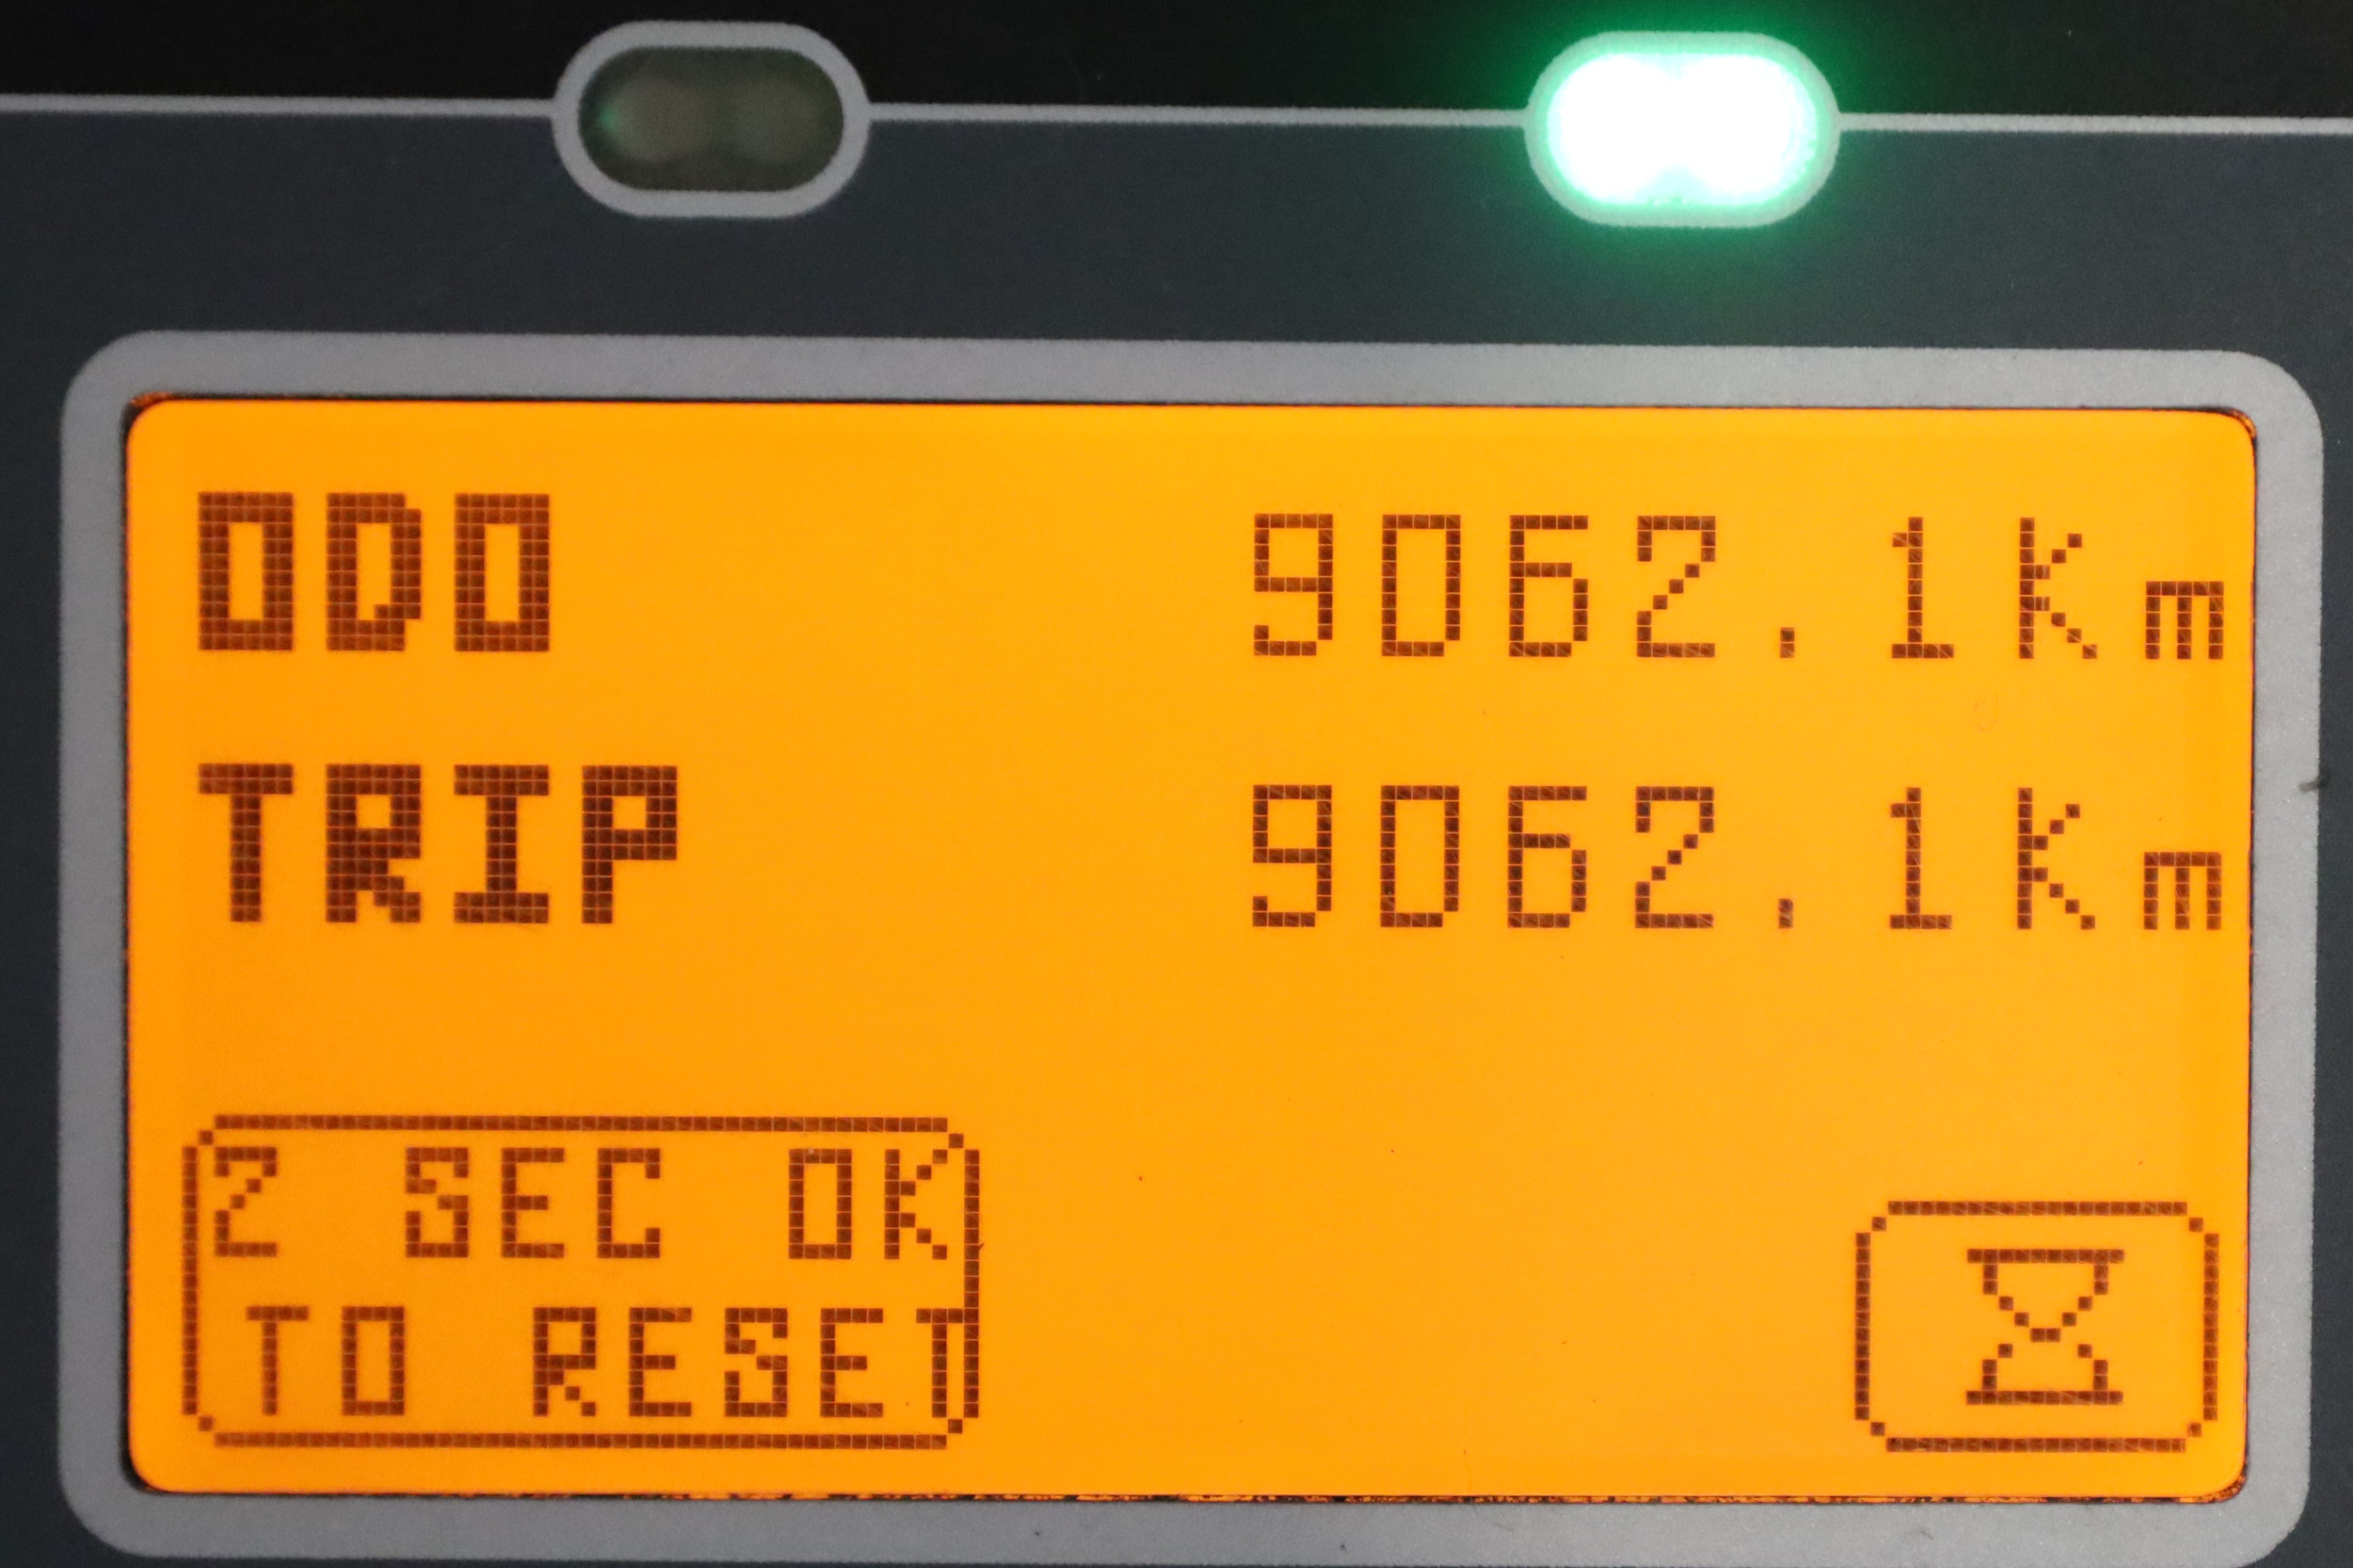 ODO 9062.1km
TRIP 9062.1km
2 SEC OK
TO RESET